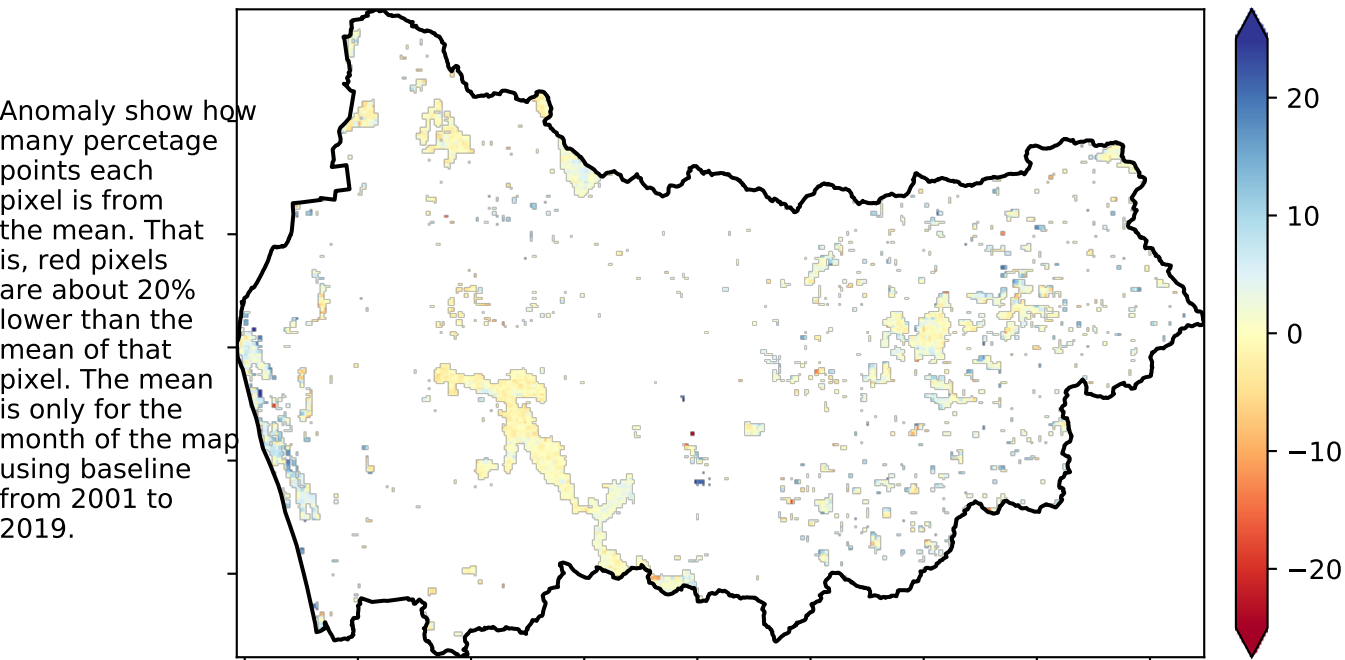 Anomaly show how
many percetage
points each
pixel is from
the mean. That
is, red pixels
are about 20%
lower than the
mean of that
pixel. The mean
is only for the
month of the map
using baseline
from 2001 to
2019.
20
10
0
−10
−20